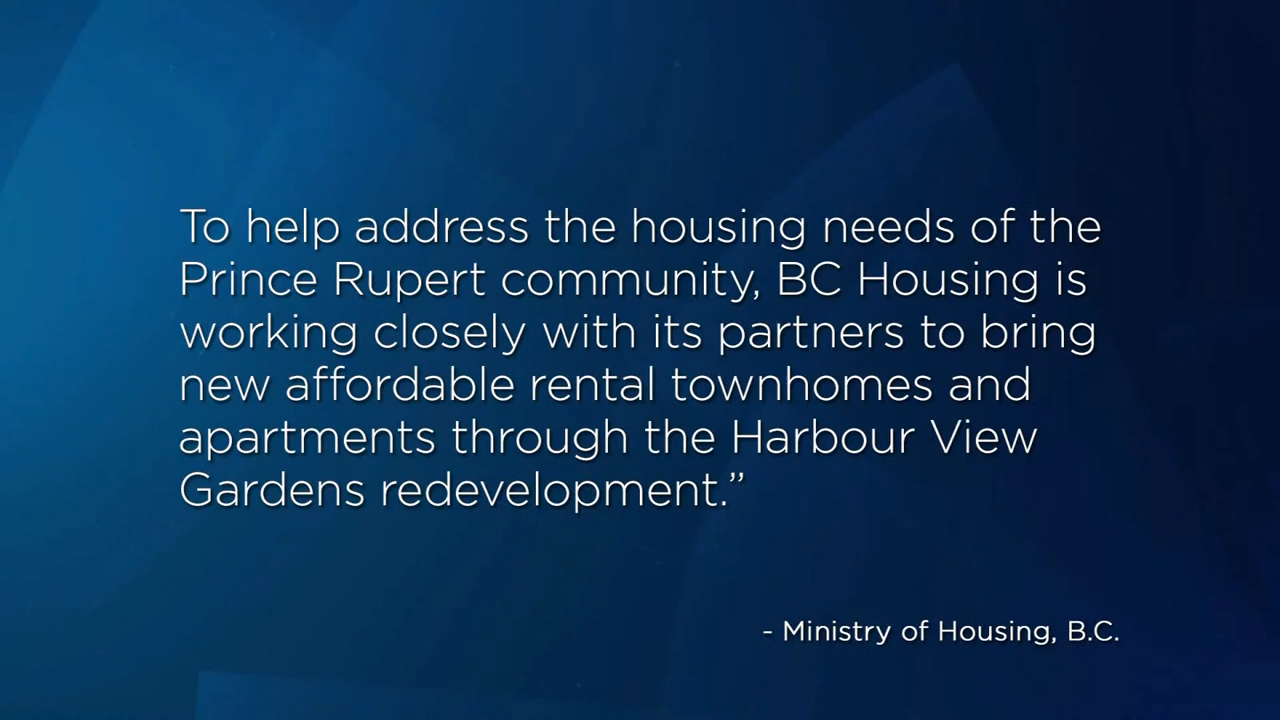 To help address the housing needs of the
Prince Rupert community, BC Housing is
working closely with its partners to bring
new affordable rental townhomes and
apartments through the Harbour View
Gardens redevelopment.”
- Ministry of Housing, B.C.